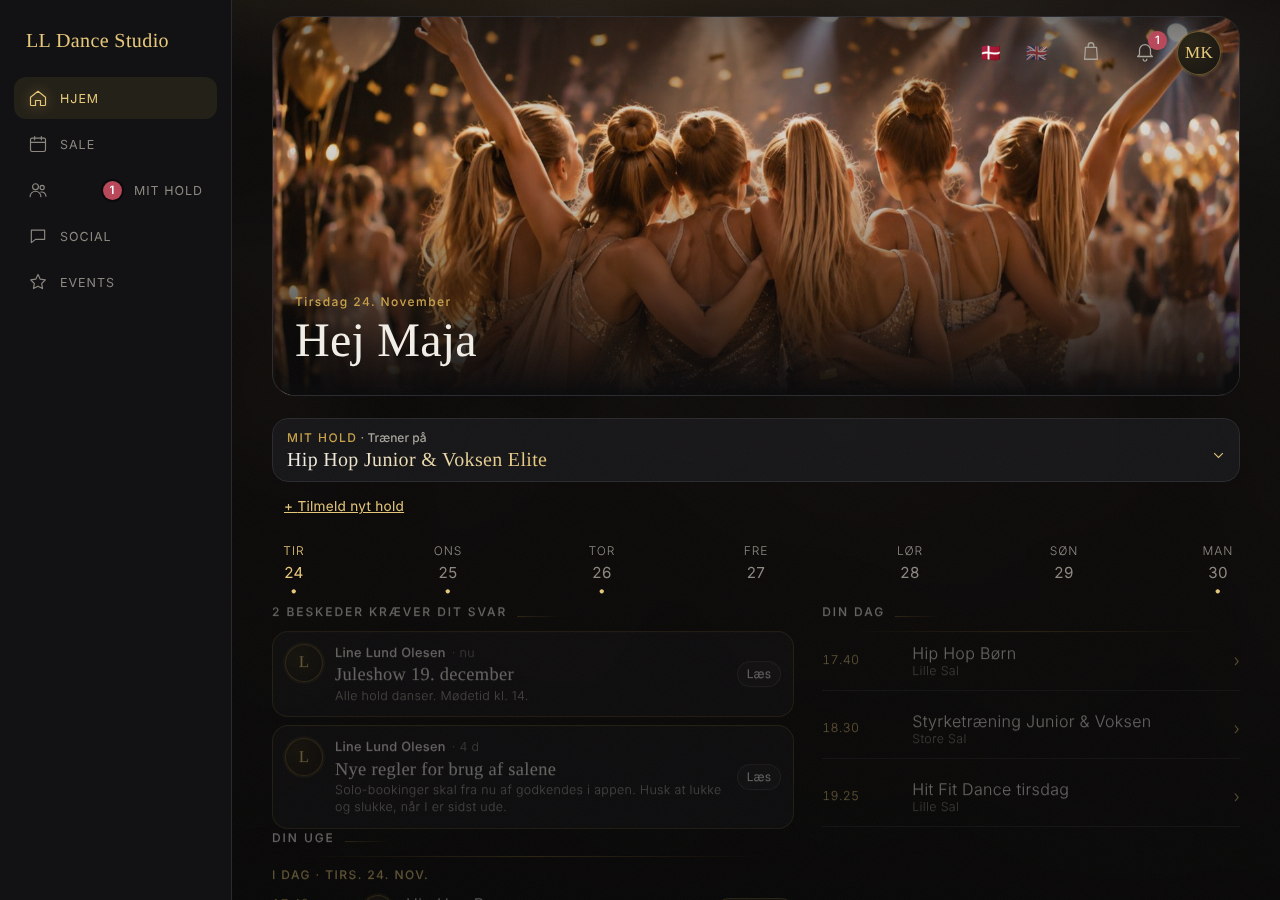 LL Dance Studio
HJEM
SALE
1 MIT HOLD
SOCIAL
EVENTS
1
MK
Tirsdag 24. November
Hej Maja
MIT HOLD · Træner på
Hip Hop Junior & Voksen Elite
+ Tilmeld nyt hold
TIR ONS TOR FRE LØR SØN MAN
24 25 26 27 28 29 30
2 BESKEDER KRÆVER DIT SVAR
L
Line Lund Olesen · nu
Juleshow 19. december
Alle hold danser. Mødetid kl. 14.
Læs
L
Line Lund Olesen · 4 d
Nye regler for brug af salene
Solo-bookinger skal fra nu af godkendes i appen. Husk at lukke
og slukke, når I er sidst ude.
Læs
DIN DAG
17.40 Hip Hop Børn
Lille Sal
18.30 Styrketræning Junior & Voksen
Store Sal
19.25 Hit Fit Dance tirsdag
Lille Sal
DIN UGE
I DAG · TIRS. 24. NOV.